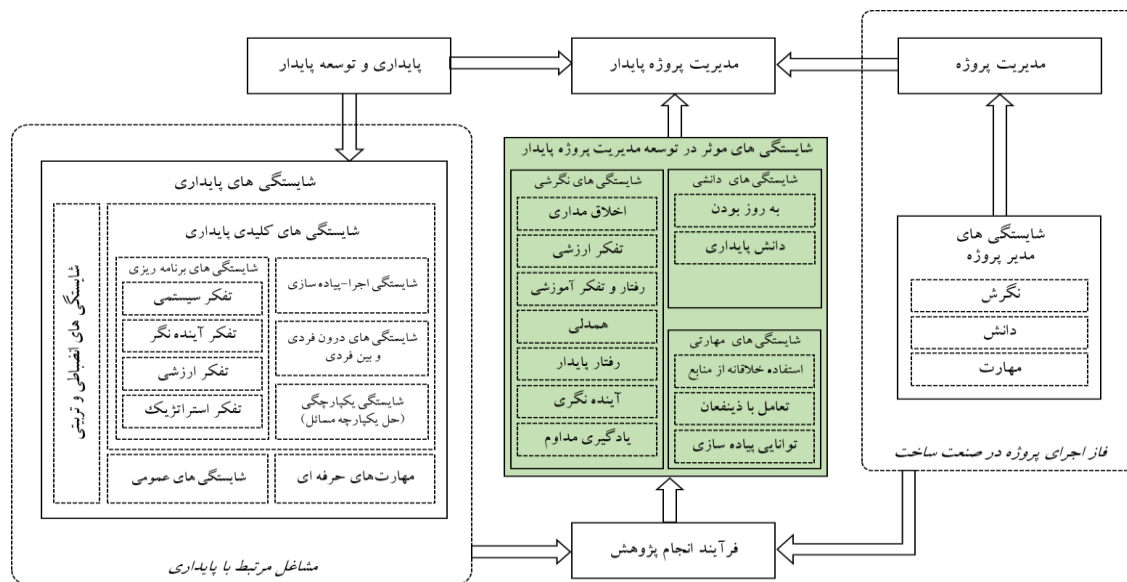 پایداری و توسعه پایدار
مدیریت پروژه پایدار
مدیریت پروژه
شایستگی های موثر در توسعه مدیریت پروژه پایدار
شایستگی های دانشی
به روز بودن
دانش پایداری
شایستگی های مهارتی
استفاده خلاقانه از منابع
تعامل با ذینفعان
توانایی پیاده سازی
شایستگی های نگرشی
اخلاق مداری
تفکر ارزشی
رفتار و تفکر آموزشی
همدلی
رفتار پایدار
آینده نگری
یادگیری مداوم
شایستگی های
مدیر پروژه
نگرش
دانش
مهارت
فاز اجرای پروژه در صنعت ساخت
شایستگی های پایداری
شایستگی های کلیدی پایداری
شایستگی اجرا-پیاده سازی
شایستگی های درون فردی
و بین فردی
شایستگی یکپارچگی
(حل یکپارچه مسائل)
شایستگی های برنامه ریزی
تفکر سیستمی
تفکر آینده نگر
تفکر ارزشی
تفکر استراتژیک
شایستگی های انضباطی و تربیتی
مهارت‌های حرفه ای
شایستگی‌های عمومی
مشاغل مرتبط با پایداری
فرآیند انجام پژوهش